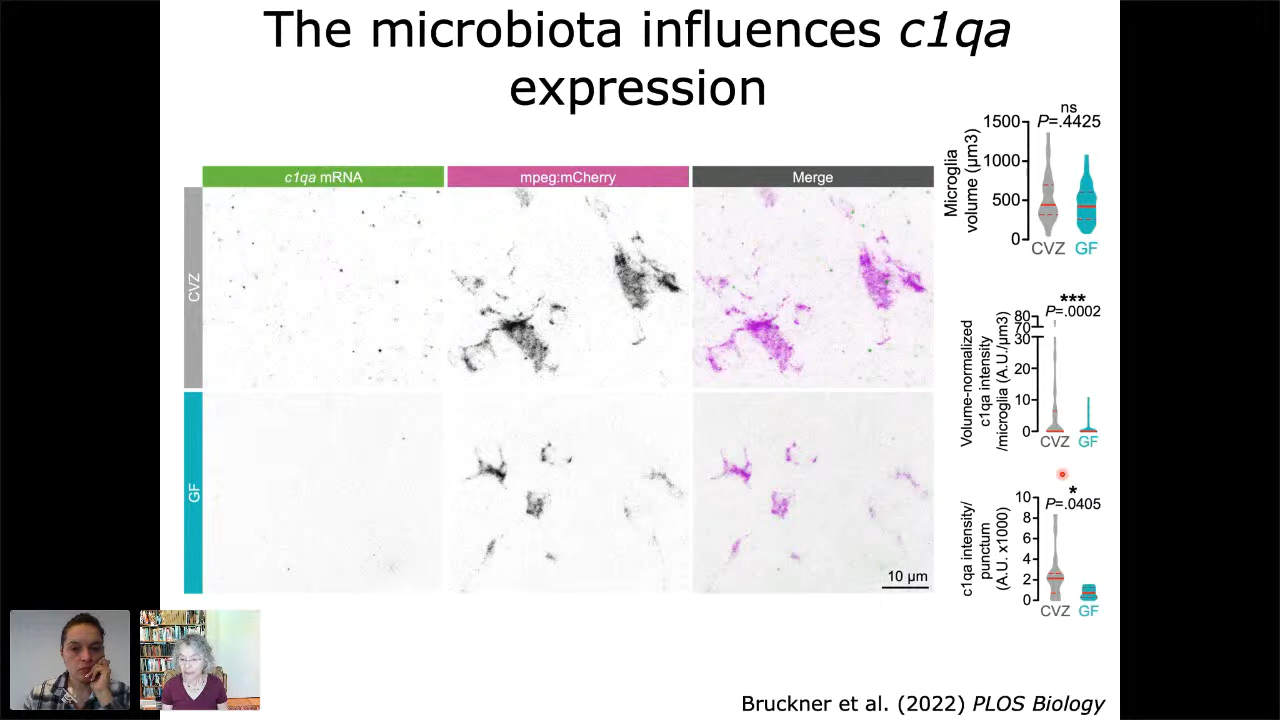 The microbiota influences c1qa
expression
c1qa mRNA
mpeg:mCherry
Merge
CVZ
GF
10 µm
Microglia
volume (µm3)
ns
P=.4425
1500
1000
500
0
CVZ GF
Volume-normalized
c1qa intensity
/microglia (A.U./µm3)
***
P=.0002
80
70
30
20
10
0
CVZ GF
c1qa intensity/
punctum
(A.U. x1000)
*
P=.0405
10
8
6
4
2
0
CVZ GF
Bruckner et al. (2022) PLOS Biology